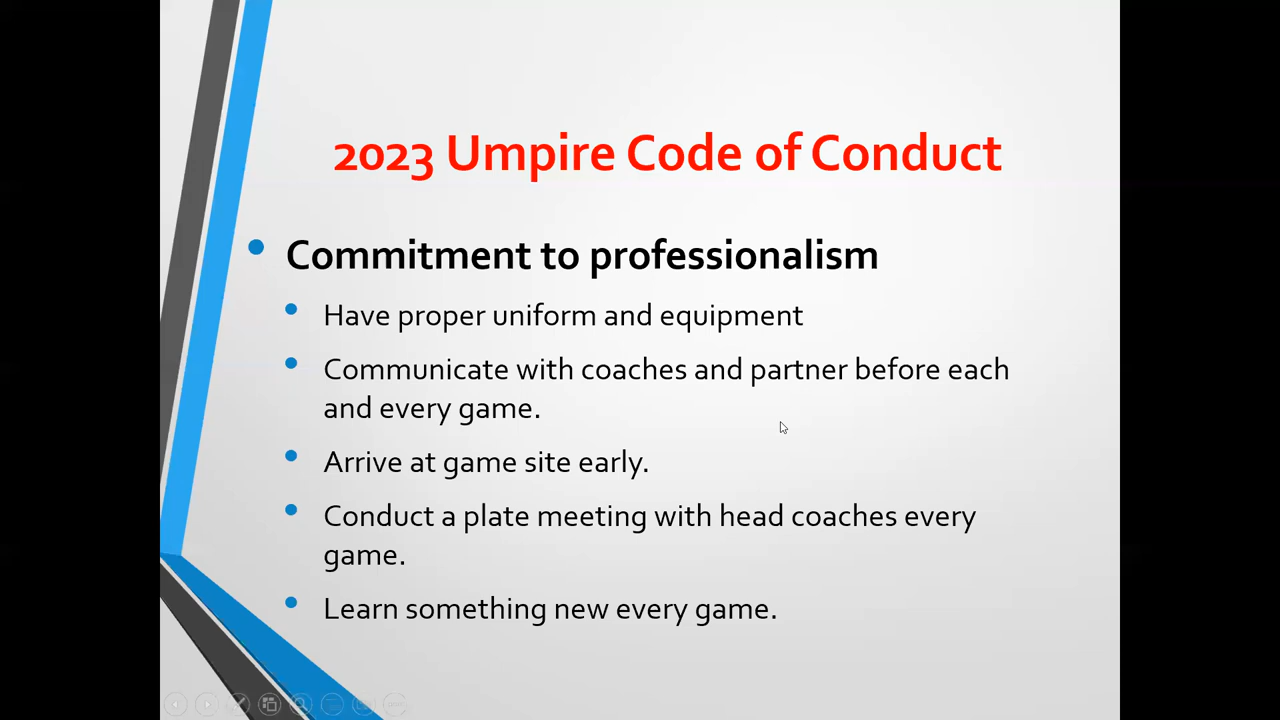 2023 Umpire Code of Conduct
Commitment to professionalism
Have proper uniform and equipment
Communicate with coaches and partner before each
and every game.
Arrive at game site early.
Conduct a plate meeting with head coaches every
game.
Learn something new every game.